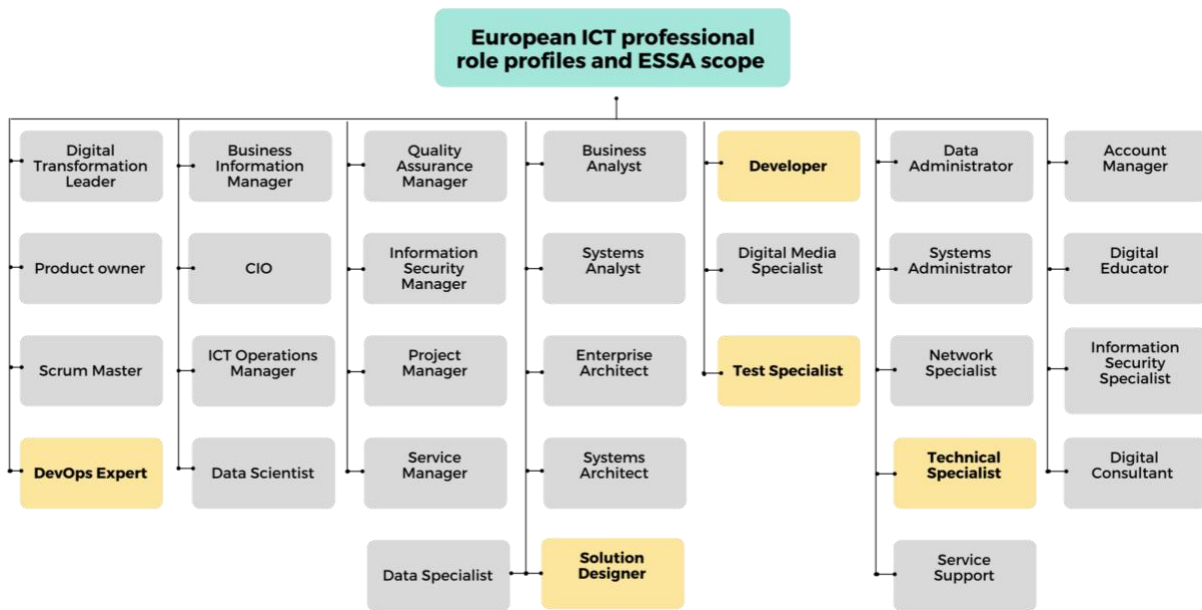 European ICT professional
role profiles and ESSA scope
Digital
Transformation
Leader
Business
Information
Manager
Quality
Assurance
Manager
Business
Analyst
Developer
Data
Administrator
Account
Manager
Product owner
CIO
Information
Security
Manager
Systems
Analyst
Digital Media
Specialist
Systems
Administrator
Digital
Educator
Scrum Master
ICT Operations
Manager
Project
Manager
Enterprise
Architect
Test Specialist
Network
Specialist
Information
Security
Specialist
DevOps Expert
Data Scientist
Service
Manager
Systems
Architect
Technical
Specialist
Digital
Consultant
Data Specialist
Solution
Designer
Service
Support